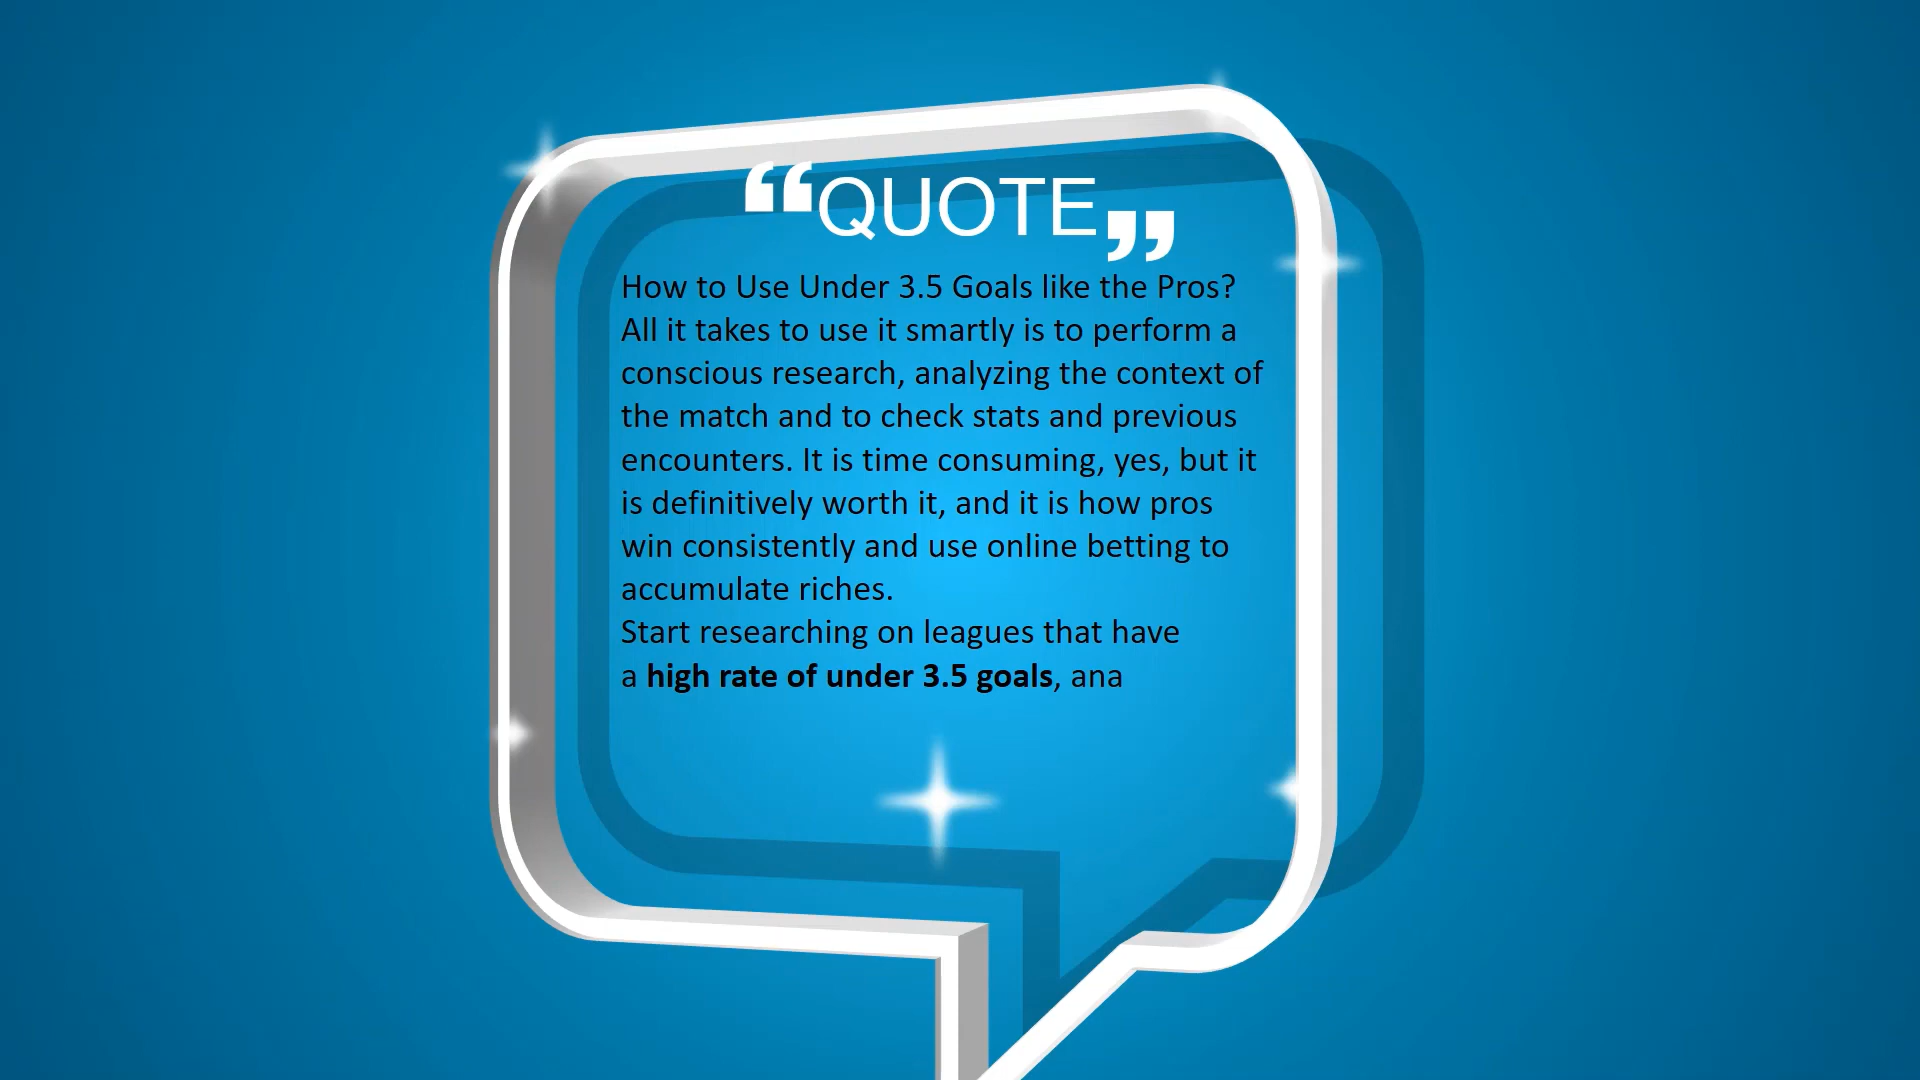 “QUOTE”
How to Use Under 3.5 Goals like the Pros?
All it takes to use it smartly is to perform a
conscious research, analyzing the context of
the match and to check stats and previous
encounters. It is time consuming, yes, but it
is definitively worth it, and it is how pros
win consistently and use online betting to
accumulate riches.
Start researching on leagues that have
a high rate of under 3.5 goals, ana